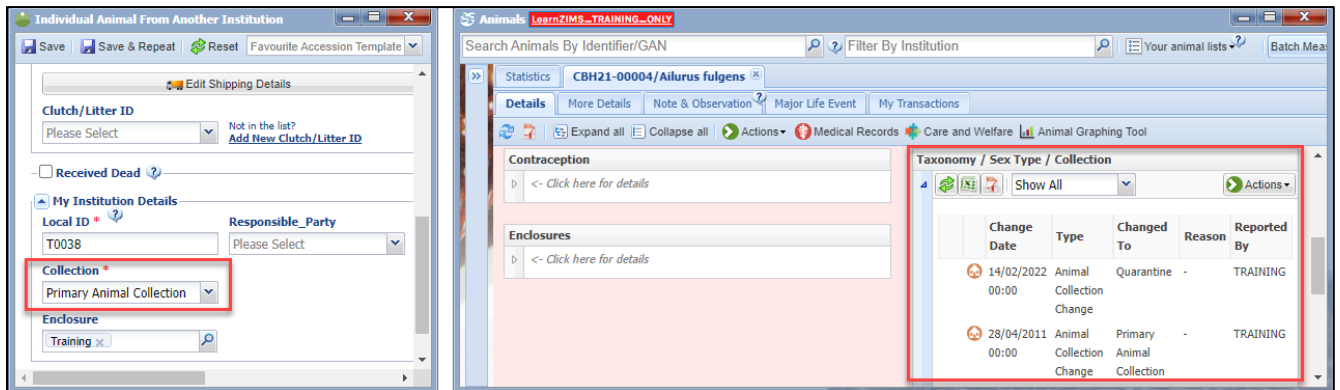 Individual Animal From Another Institution
Save Save & Repeat Reset Favourite Accession Template
Edit Shipping Details
Clutch/Litter ID
Please Select
Not in the list?
Add New Clutch/Litter ID
Received Dead
My Institution Details
Local ID * Responsible_Party
T0038 Please Select
Collection *
Primary Animal Collection
Enclosure
Training x
Animals LearnZIMS_TRAINING_ONLY
Search Animals By Identifier/GAN Filter By Institution Your animal lists Batch Mea
Statistics CBH21-00004/Ailurus fulgens
Details More Details Note & Observation Major Life Event My Transactions
Expand all Collapse all Actions Medical Records Care and Welfare Animal Graphing Tool
Contraception
<- Click here for details
Enclosures
<- Click here for details
Taxonomy / Sex Type / Collection
Show All Actions
Change Changed Reported
Date Type To Reason By
14/02/2022 Animal Quarantine - TRAINING
00:00 Collection
Change
28/04/2011 Animal Primary - TRAINING
00:00 Collection Animal
Change Collection